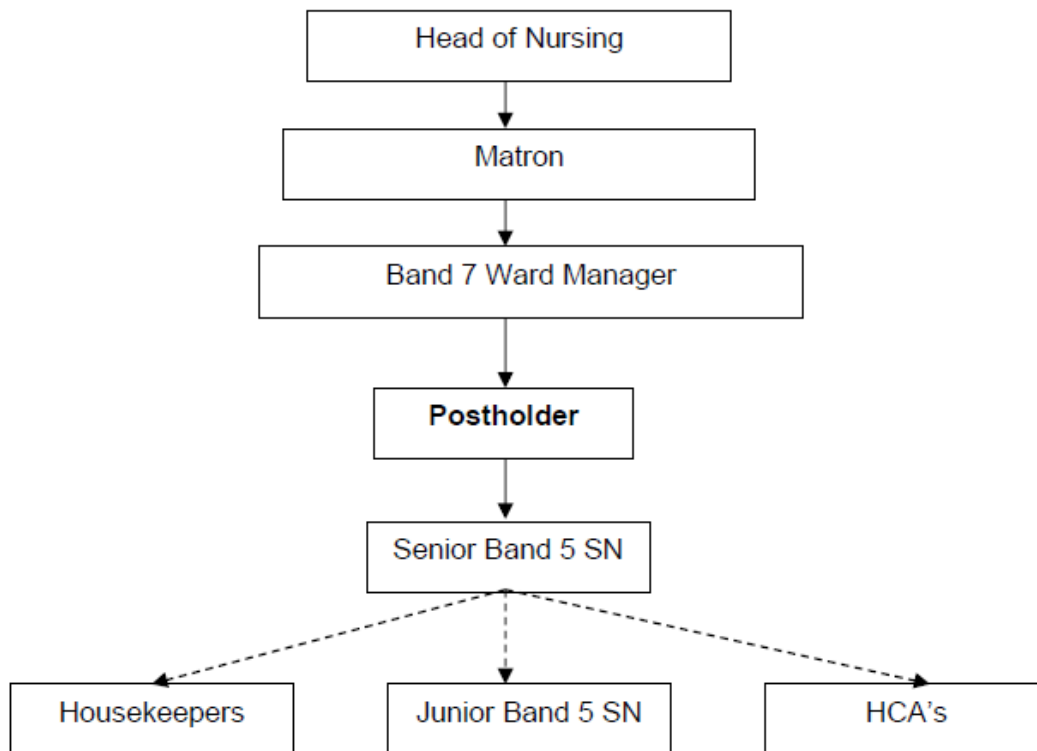 Head of Nursing
Matron
Band 7 Ward Manager
Postholder
Senior Band 5 SN
Housekeepers
Junior Band 5 SN
HCA's